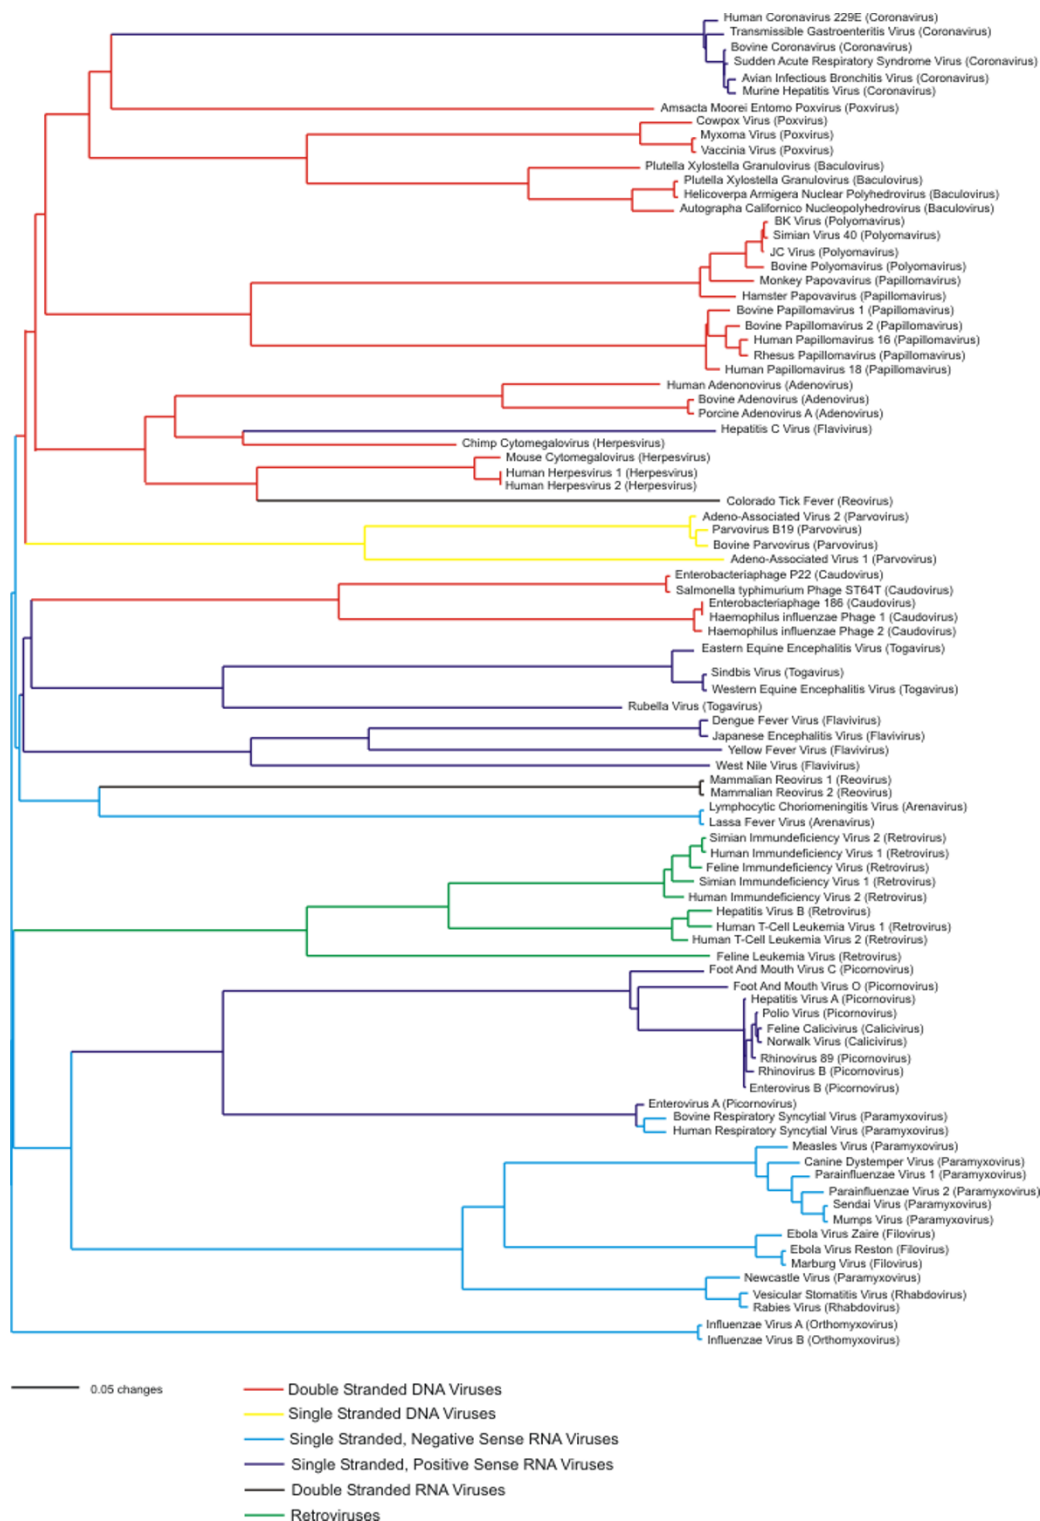 Human Coronavirus 229E (Coronavirus)
Transmissible Gastroenteritis Virus (Coronavirus)
Bovine Coronavirus (Coronavirus)
Sudden Acute Respiratory Syndrome Virus (Coronavirus)
Avian Infectious Bronchitis Virus (Coronavirus)
Murine Hepatitis Virus (Coronavirus)
Amsacta Moorei Entomo Poxvirus (Poxvirus)
Cowpox Virus (Poxvirus)
Myxoma Virus (Poxvirus)
Vaccinia Virus (Poxvirus)
Plutella Xylostella Granulovirus (Baculovirus)
Plutella Xylostella Granulovirus (Baculovirus)
Helicoverpa Armigera Nuclear Polyhedrovirus (Baculovirus)
Autographa Californico Nucleopolyhedrovirus (Baculovirus)
BK Virus (Polyomavirus)
Simian Virus 40 (Polyomavirus)
JC Virus (Polyomavirus)
Bovine Polyomavirus (Polyomavirus)
Monkey Papovavirus (Papillomavirus)
Hamster Papovavirus (Papillomavirus)
Bovine Papillomavirus 1 (Papillomavirus)
Bovine Papillomavirus 2 (Papillomavirus)
Human Papillomavirus 16 (Papillomavirus)
Rhesus Papillomavirus (Papillomavirus)
Human Papillomavirus 18 (Papillomavirus)
Human Adenonovirus (Adenovirus)
Bovine Adenovirus (Adenovirus)
Porcine Adenovirus A (Adenovirus)
Hepatitis C Virus (Flavivirus)
Chimp Cytomegalovirus (Herpesvirus)
Mouse Cytomegalovirus (Herpesvirus)
Human Herpesvirus 1 (Herpesvirus)
Human Herpesvirus 2 (Herpesvirus)
Colorado Tick Fever (Reovirus)
Adeno-Associated Virus 2 (Parvovirus)
Parvovirus B19 (Parvovirus)
Bovine Parvovirus (Parvovirus)
Adeno-Associated Virus 1 (Parvovirus)
Enterobacteriaphage P22 (Caudovirus)
Salmonella typhimurium Phage ST64T (Caudovirus)
Enterobacteriaphage 186 (Caudovirus)
Haemophilus influenzae Phage 1 (Caudovirus)
Haemophilus influenzae Phage 2 (Caudovirus)
Eastern Equine Encephalitis Virus (Togavirus)
Sindbis Virus (Togavirus)
Western Equine Encephalitis Virus (Togavirus)
Rubella Virus (Togavirus)
Dengue Fever Virus (Flavivirus)
Japanese Encephalitis Virus (Flavivirus)
Yellow Fever Virus (Flavivirus)
West Nile Virus (Flavivirus)
Mammalian Reovirus 1 (Reovirus)
Mammalian Reovirus 2 (Reovirus)
Lymphocytic Choriomeningitis Virus (Arenavirus)
Lassa Fever Virus (Arenavirus)
Simian Immundeficiency Virus 2 (Retrovirus)
Human Immundeficiency Virus 1 (Retrovirus)
Feline Immundeficiency Virus (Retrovirus)
Simian Immundeficiency Virus 1 (Retrovirus)
Human Immundeficiency Virus 2 (Retrovirus)
Hepatitis Virus B (Retrovirus)
Human T-Cell Leukemia Virus 1 (Retrovirus)
Human T-Cell Leukemia Virus 2 (Retrovirus)
Feline Leukemia Virus (Retrovirus)
Foot And Mouth Virus C (Picornovirus)
Foot And Mouth Virus O (Picornovirus)
Hepatitis Virus A (Picornovirus)
Polio Virus (Picornovirus)
Feline Calicivirus (Calicivirus)
Norwalk Virus (Calicivirus)
Rhinovirus 89 (Picornovirus)
Rhinovirus B (Picornovirus)
Enterovirus B (Picornovirus)
Enterovirus A (Picornovirus)
Bovine Respiratory Syncytial Virus (Paramyxovirus)
Human Respiratory Syncytial Virus (Paramyxovirus)
Measles Virus (Paramyxovirus)
Canine Dystemper Virus (Paramyxovirus)
Parainfluenzae Virus 1 (Paramyxovirus)
Parainfluenzae Virus 2 (Paramyxovirus)
Sendai Virus (Paramyxovirus)
Mumps Virus (Paramyxovirus)
Ebola Virus Zaire (Filovirus)
Ebola Virus Reston (Filovirus)
Marburg Virus (Filovirus)
Newcastle Virus (Paramyxovirus)
Vesicular Stomatitis Virus (Rhabdovirus)
Rabies Virus (Rhabdovirus)
Influenzae Virus A (Orthomyxovirus)
Influenzae Virus B (Orthomyxovirus)
0.05 changes
Double Stranded DNA Viruses
Single Stranded DNA Viruses
Single Stranded, Negative Sense RNA Viruses
Single Stranded, Positive Sense RNA Viruses
Double Stranded RNA Viruses
Retroviruses